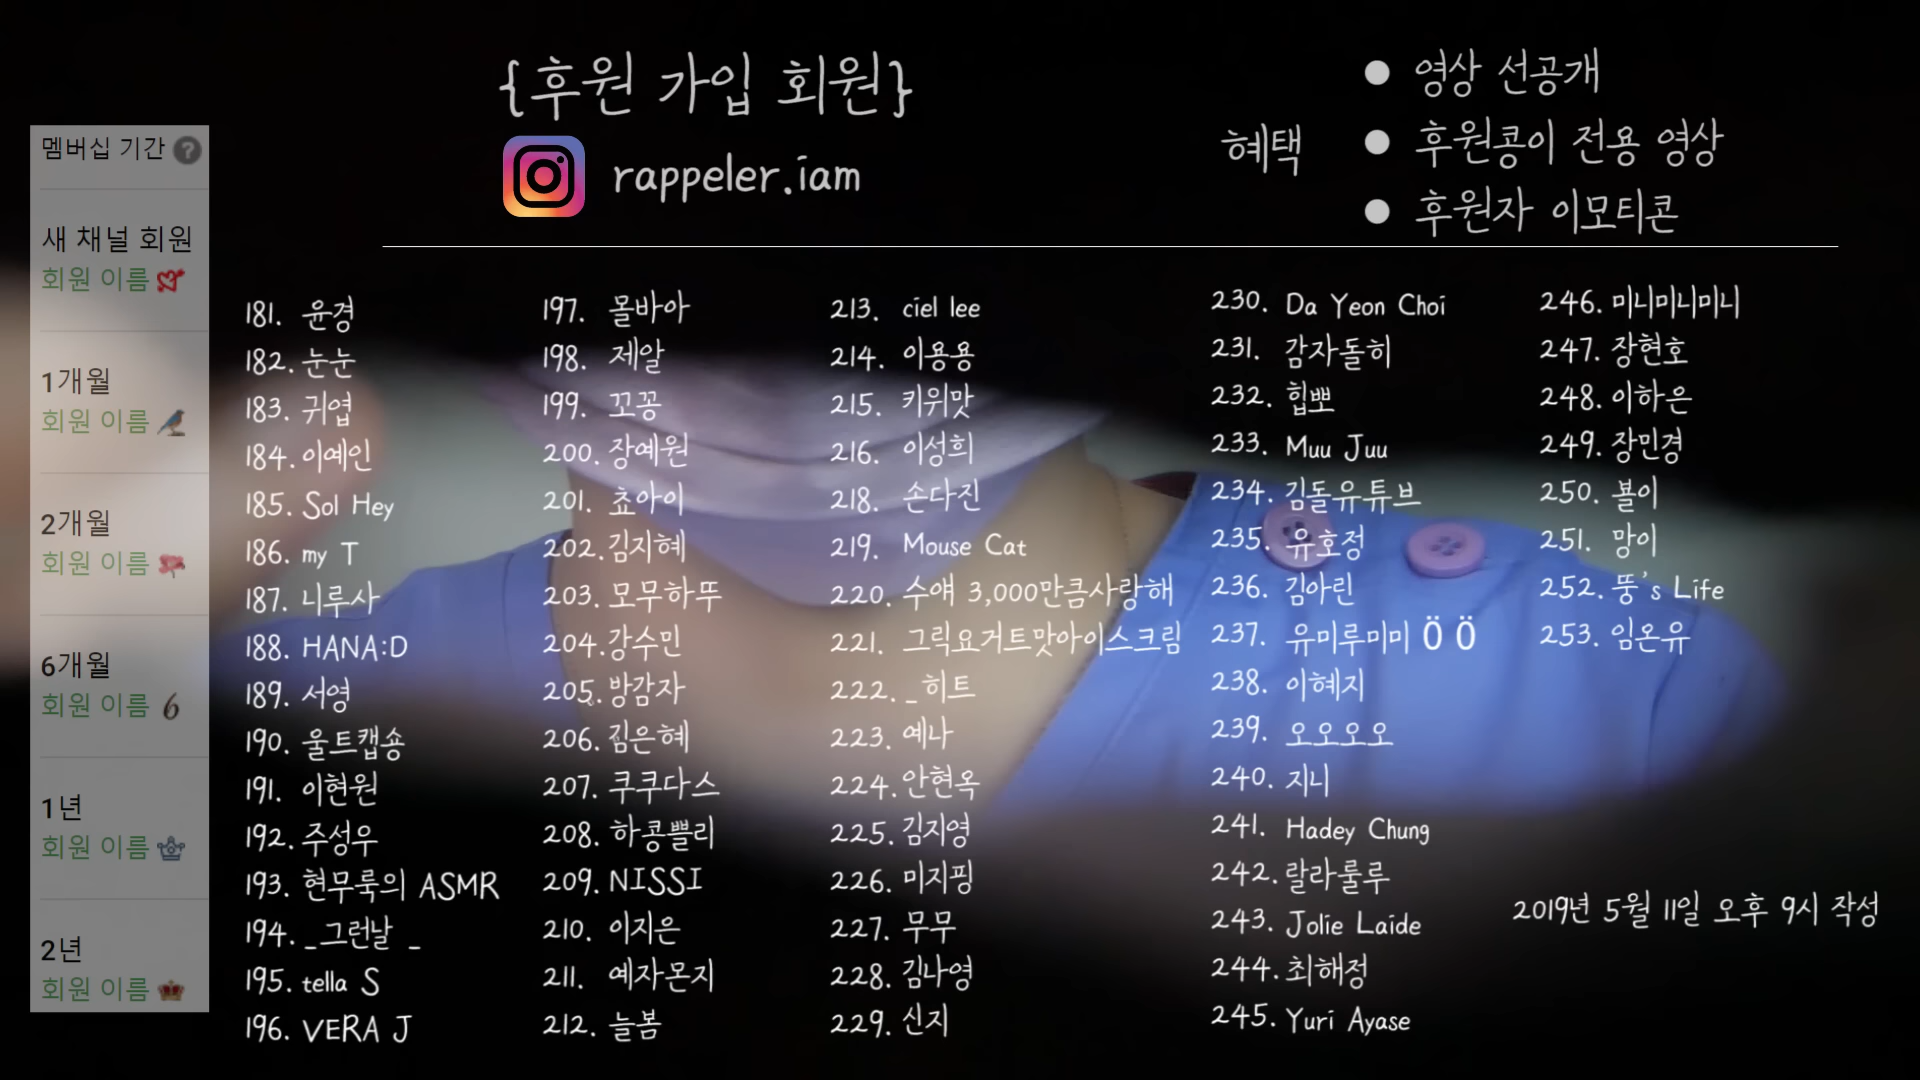 {후원 가입 회원}
rappeler.iam
혜택
● 영상 선공개
● 후원콩이 전용 영상
● 후원자 이모티콘
멤버십 기간 ?
새 채널 회원
회원 이름
1개월
회원 이름
2개월
회원 이름
6개월
회원 이름 6
1년
회원 이름
2년
회원 이름
181. 윤경
182. 눈눈
183. 귀엽
184. 이예인
185. Sol Hey
186. my T
187. 니루사
188. HANA:D
189. 서영
190. 울트캡숑
191. 이현원
192. 주성우
193. 현무룩의 ASMR
194. _그런날 _
195. tella S
196. VERA J
197. 몰바아
198. 제알
199. 꼬꽁
200. 장예원
201. 쵸아이
202. 김지혜
203. 모무하뚜
204. 강수민
205. 방감자
206. 김은혜
207. 쿠쿠다스
208. 하콩쁠리
209. NISSI
210. 이지은
211. 예자몬지
212. 늘봄
213. ciel lee
214. 이용용
215. 키위맛
216. 이성희
218. 손다진
219. Mouse Cat
220. 수얘 3,000만큼사랑해
221. 그릭요거트맛아이스크림
222. _히트
223. 예나
224. 안현옥
225. 김지영
226. 미지핑
227. 무무
228. 김나영
229. 신지
230. Da Yeon Choi
231. 감자돌히
232. 힙뽀
233. Muu Juu
234. 김돌유튜브
235. 유호정
236. 김아린
237. 유미루미미 Ö Ö
238. 이혜지
239. 오오오오
240. 지니
241. Hadey Chung
242. 랄라룰루
243. Jolie Laide
244. 최해정
245. Yuri Ayase
246. 미니미니미니
247. 장현호
248. 이하은
249. 장민경
250. 볼이
251. 망이
252. 뚱's Life
253. 임온유
2019년 5월 11일 오후 9시 작성